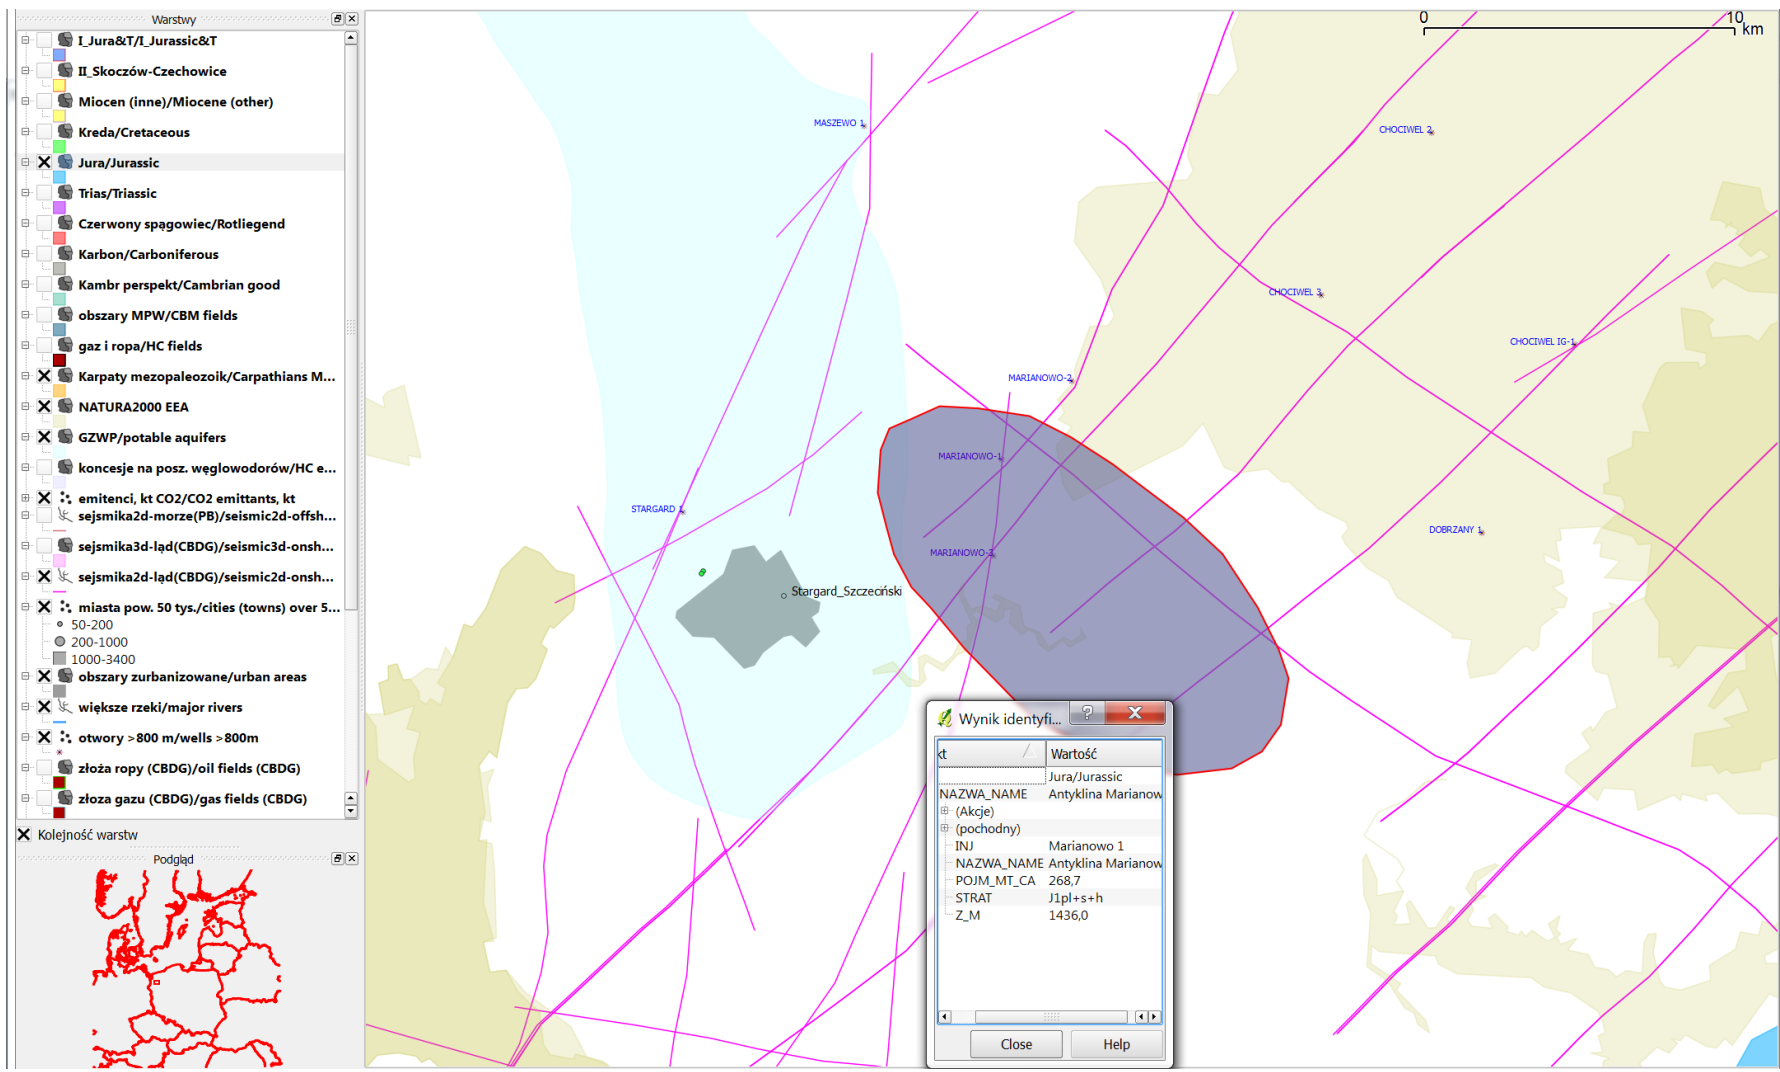 Warstwy
I_Jura&T/I_Jurassic&T
II_Skoczów-Czechowice
Miocen (inne)/Miocene (other)
Kreda/Cretaceous
Jura/Jurassic
Trias/Triassic
Czerwony spągowiec/Rotliegend
Karbon/Carboniferous
Kambr perspekt/Cambrian good
obszary MPW/CBM fields
gaz i ropa/HC fields
Karpaty mezopaleozoik/Carpathians M...
NATURA2000 EEA
GZWP/potable aquifers
koncesje na posz. węglowodorów/HC e...
emitenci, kt CO2/CO2 emittants, kt
sejsmika2d-morze(PB)/seismic2d-offsh...
sejsmika3d-ląd(CBDG)/seismic3d-onsh...
sejsmika2d-ląd(CBDG)/seismic2d-onsh...
miasta pow. 50 tys./cities (towns) over 5...
50-200
200-1000
1000-3400
obszary zurbanizowane/urban areas
większe rzeki/major rivers
otwory >800 m/wells >800m
złoża ropy (CBDG)/oil fields (CBDG)
złoza gazu (CBDG)/gas fields (CBDG)
Kolejność warstw
Podgląd
0 10
km
MASZEWO 1
CHOCIWEL 2
CHOCIWEL 3
CHOCIWEL IG-1
MARIANOWO-2
MARIANOWO-1
STARGARD 1
DOBRZANY 1
MARIANOWO-3
Stargard_Szczeciński
Wynik identyfi...
kt Wartość
Jura/Jurassic
NAZWA_NAME Antyklina Marianow
(Akcje)
(pochodny)
INJ Marianowo 1
NAZWA_NAME Antyklina Marianow
POJM_MT_CA 268,7
STRAT J1pl+s+h
Z_M 1436,0
Close Help